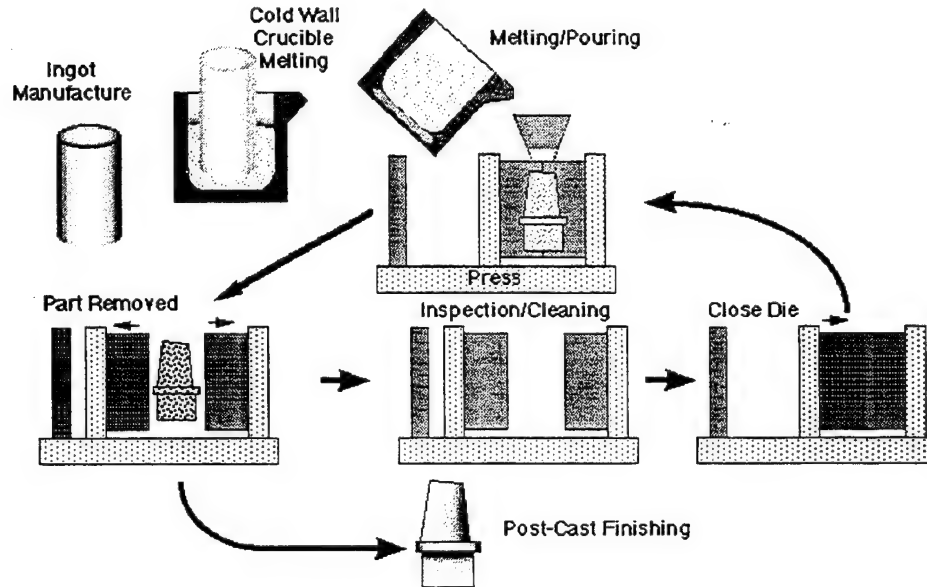 Cold Wall
Crucible
Melting
Melting/Pouring
Ingot
Manufacture
Press
Part Removed
Inspection/Cleaning
Close Die
Post-Cast Finishing